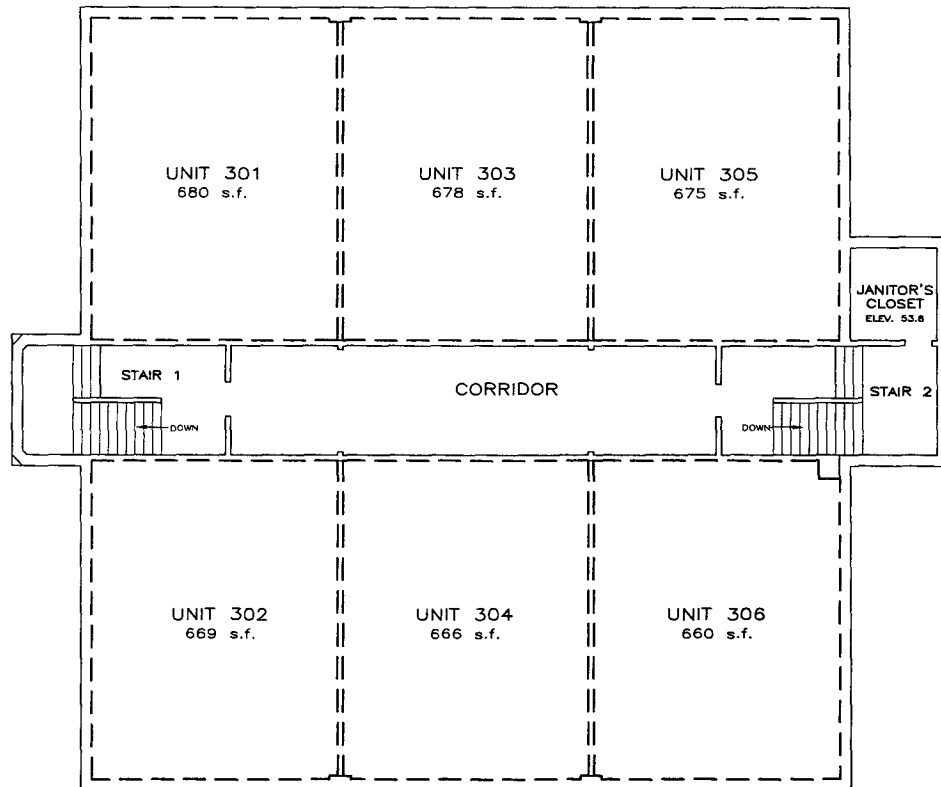 UNIT 301
680 s.f.
UNIT 303
678 s.f.
UNIT 305
675 s.f.
JANITOR'S
CLOSET
ELEV. 53.8
STAIR 1
CORRIDOR
STAIR 2
DOWN
DOWN
UNIT 302
669 s.f.
UNIT 304
666 s.f.
UNIT 306
660 s.f.